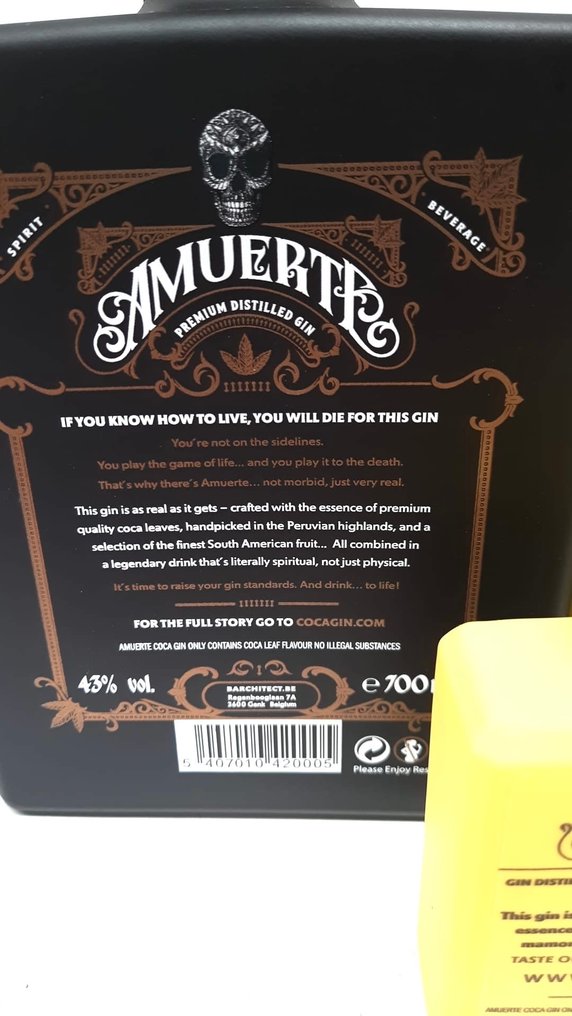 SPIRIT
BEVERAGE
AMUERTE
PREMIUM DISTILLED GIN
IF YOU KNOW HOW TO LIVE, YOU WILL DIE FOR THIS GIN
You're not on the sidelines.
You play the game of life... and you play it to the death.
That's why there's Amuerte... not morbid, just very real.
This gin is as real as it gets – crafted with the essence of premium
quality coca leaves, handpicked in the Peruvian highlands, and a
selection of the finest South American fruit... All combined in
a legendary drink that's literally spiritual, not just physical.
It's time to raise your gin standards. And drink... to life!
FOR THE FULL STORY GO TO COCAGIN.COM
AMUERTE COCA GIN ONLY CONTAINS COCA LEAF FLAVOUR NO ILLEGAL SUBSTANCES
43% vol.
BARCHITECT.BE
Regenbooglaan 7A
3600 Genk Belgium
e 700
5 407010 420005
Please Enjoy Res
GIN DISTI
This gin i
essence
mamo
TASTE O
WW
AMUERTE COCA GIN ON